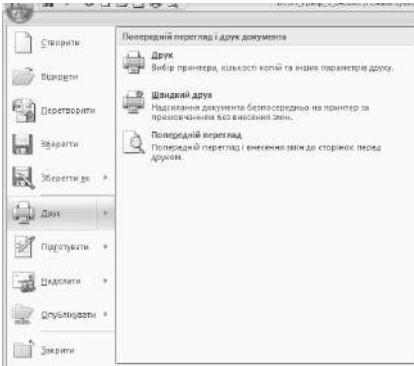 Створити
Відкрити
Перетворити
Зберегти
Зберегти як
Друк
Підготувати
Надіслати
Опублікувати
Закрити
Попередній перегляд і друк документа
Друк
Вибір принтера, кількості копій та інших параметрів друку.
Швидкий друк
Надсилання документа безпосередньо на принтер за
промовчанням без внесення змін.
Попередній перегляд
Попередній перегляд і внесення змін до сторінок перед
друком.